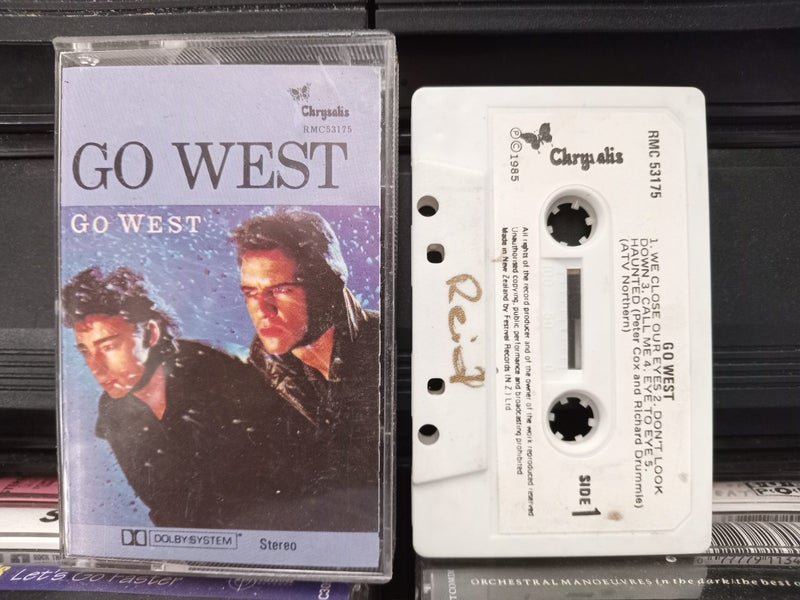 Chrysalis
RMC53175
GO WEST
GO WEST
DOLBY SYSTEM
Stereo
Chrysalis
℗©1985
RMC 53175
GO WEST
1. WE CLOSE OUR EYES 2. DON'T LOOK
DOWN 3. CALL ME 4. EYE TO EYE 5.
HAUNTED (Peter Cox and Richard Drummie)
(ATV Northern)
SIDE 1
All rights of the record producer and of the owner of the work reproduced reserved
Unauthorised copying, public performance and broadcasting prohibited
Made in New Zealand by Festival Records (N Z) Ltd
Reid
Let's Go Faster
ORCHESTRAL MANOEUVRES in the dark/the best o